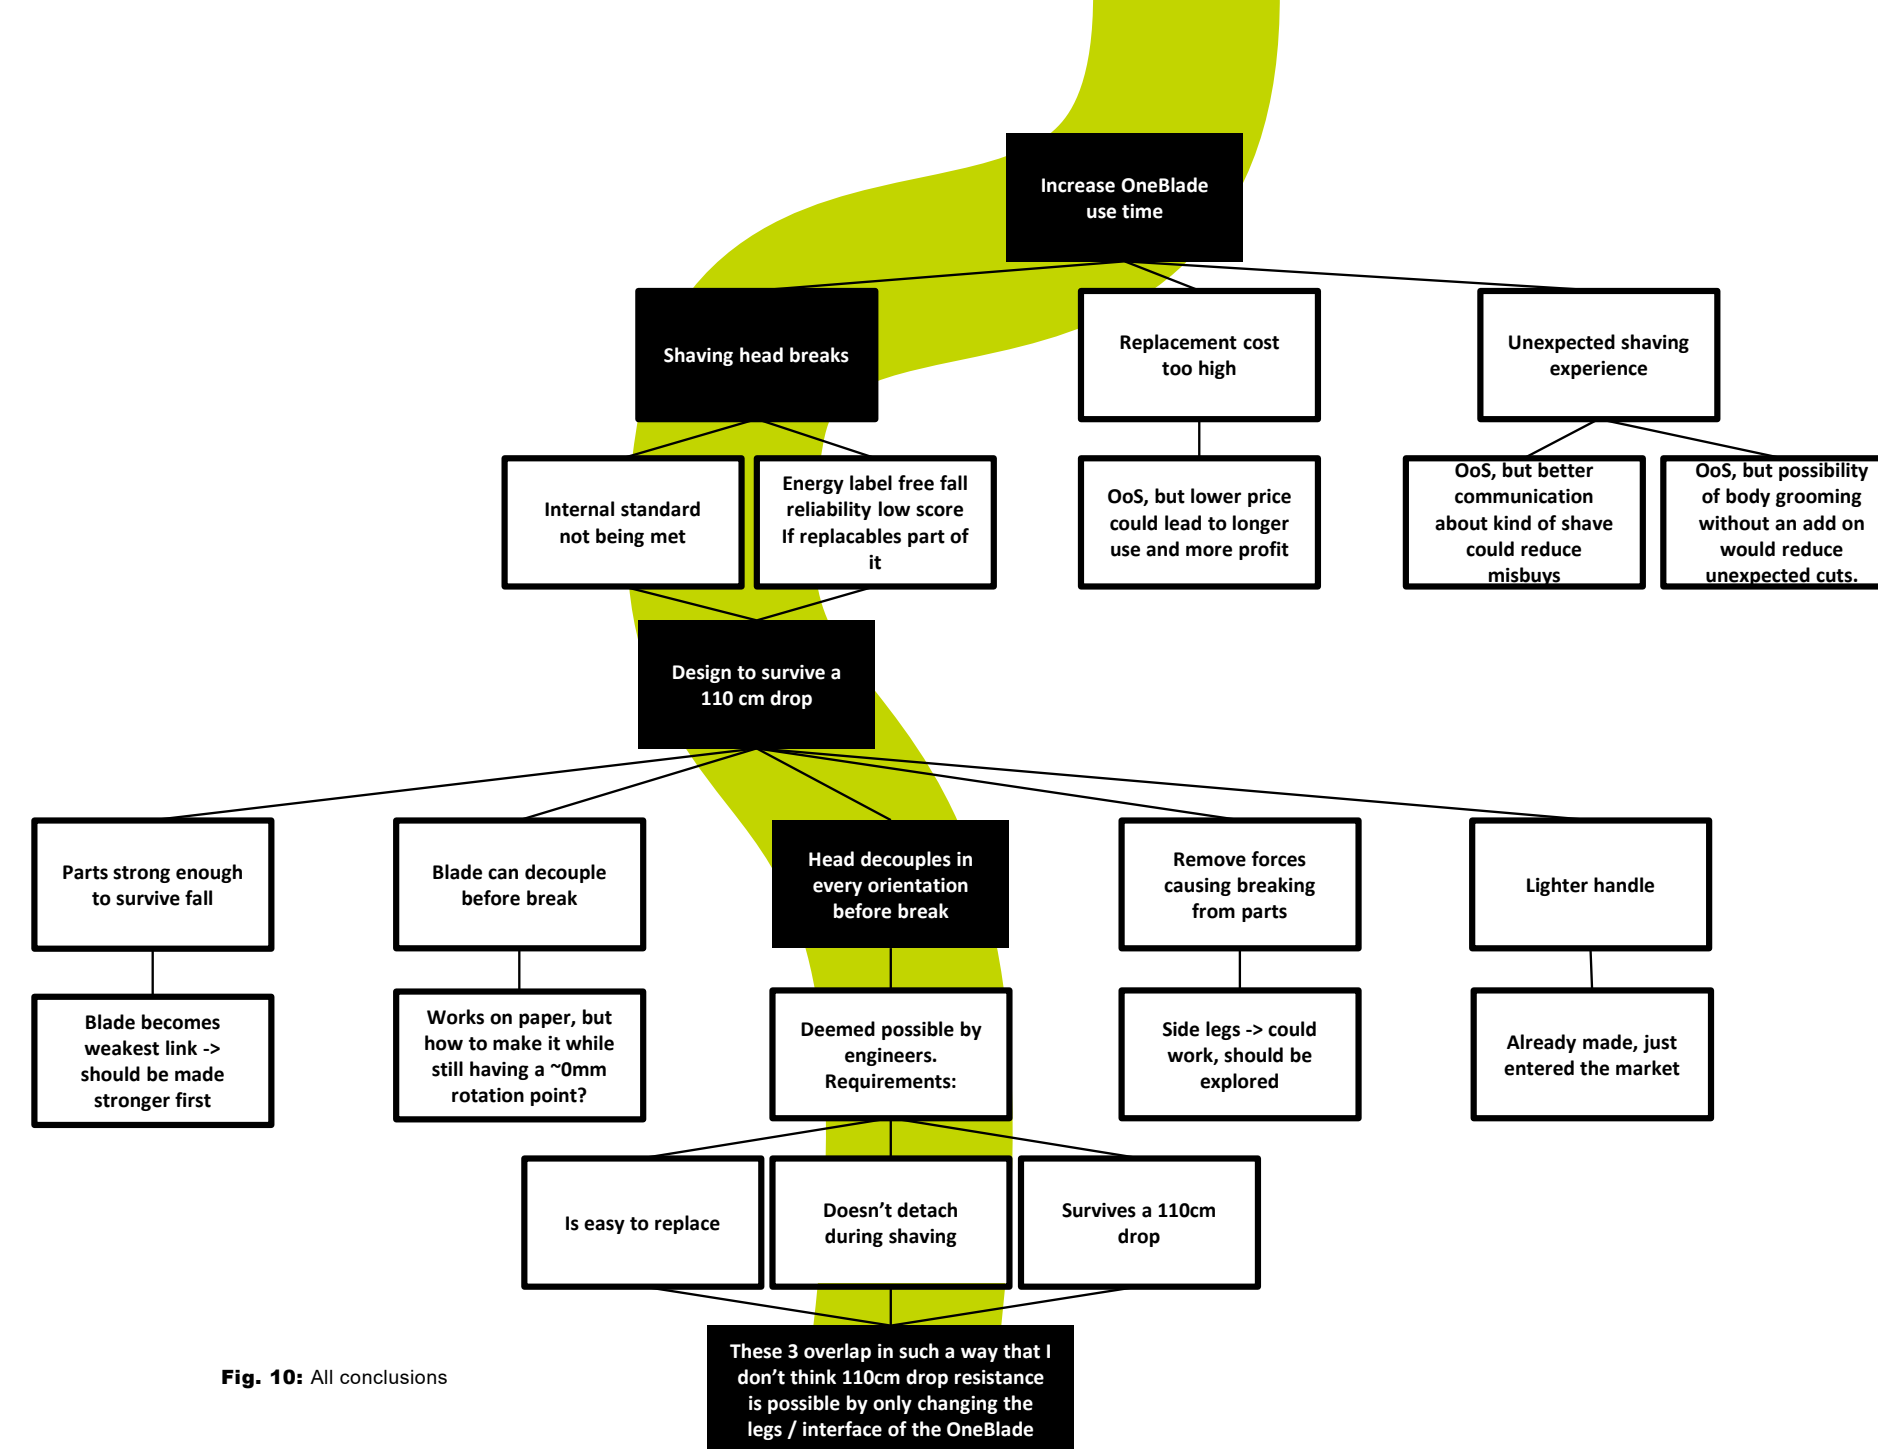 Increase OneBlade
use time
Shaving head breaks
Replacement cost
too high
Unexpected shaving
experience
Internal standard
not being met
Energy label free fall
reliability low score
If replacables part of
it
OoS, but lower price
could lead to longer
use and more profit
OoS, but better
communication
about kind of shave
could reduce
misbuys
OoS, but possibility
of body grooming
without an add on
would reduce
unexpected cuts.
Design to survive a
110 cm drop
Parts strong enough
to survive fall
Blade can decouple
before break
Head decouples in
every orientation
before break
Remove forces
causing breaking
from parts
Lighter handle
Blade becomes
weakest link ->
should be made
stronger first
Works on paper, but
how to make it while
still having a ~0mm
rotation point?
Deemed possible by
engineers.
Requirements:
Side legs -> could
work, should be
explored
Already made, just
entered the market
Is easy to replace
Doesn't detach
during shaving
Survives a 110cm
drop
These 3 overlap in such a way that I
don't think 110cm drop resistance
is possible by only changing the
legs / interface of the OneBlade
Fig. 10: All conclusions